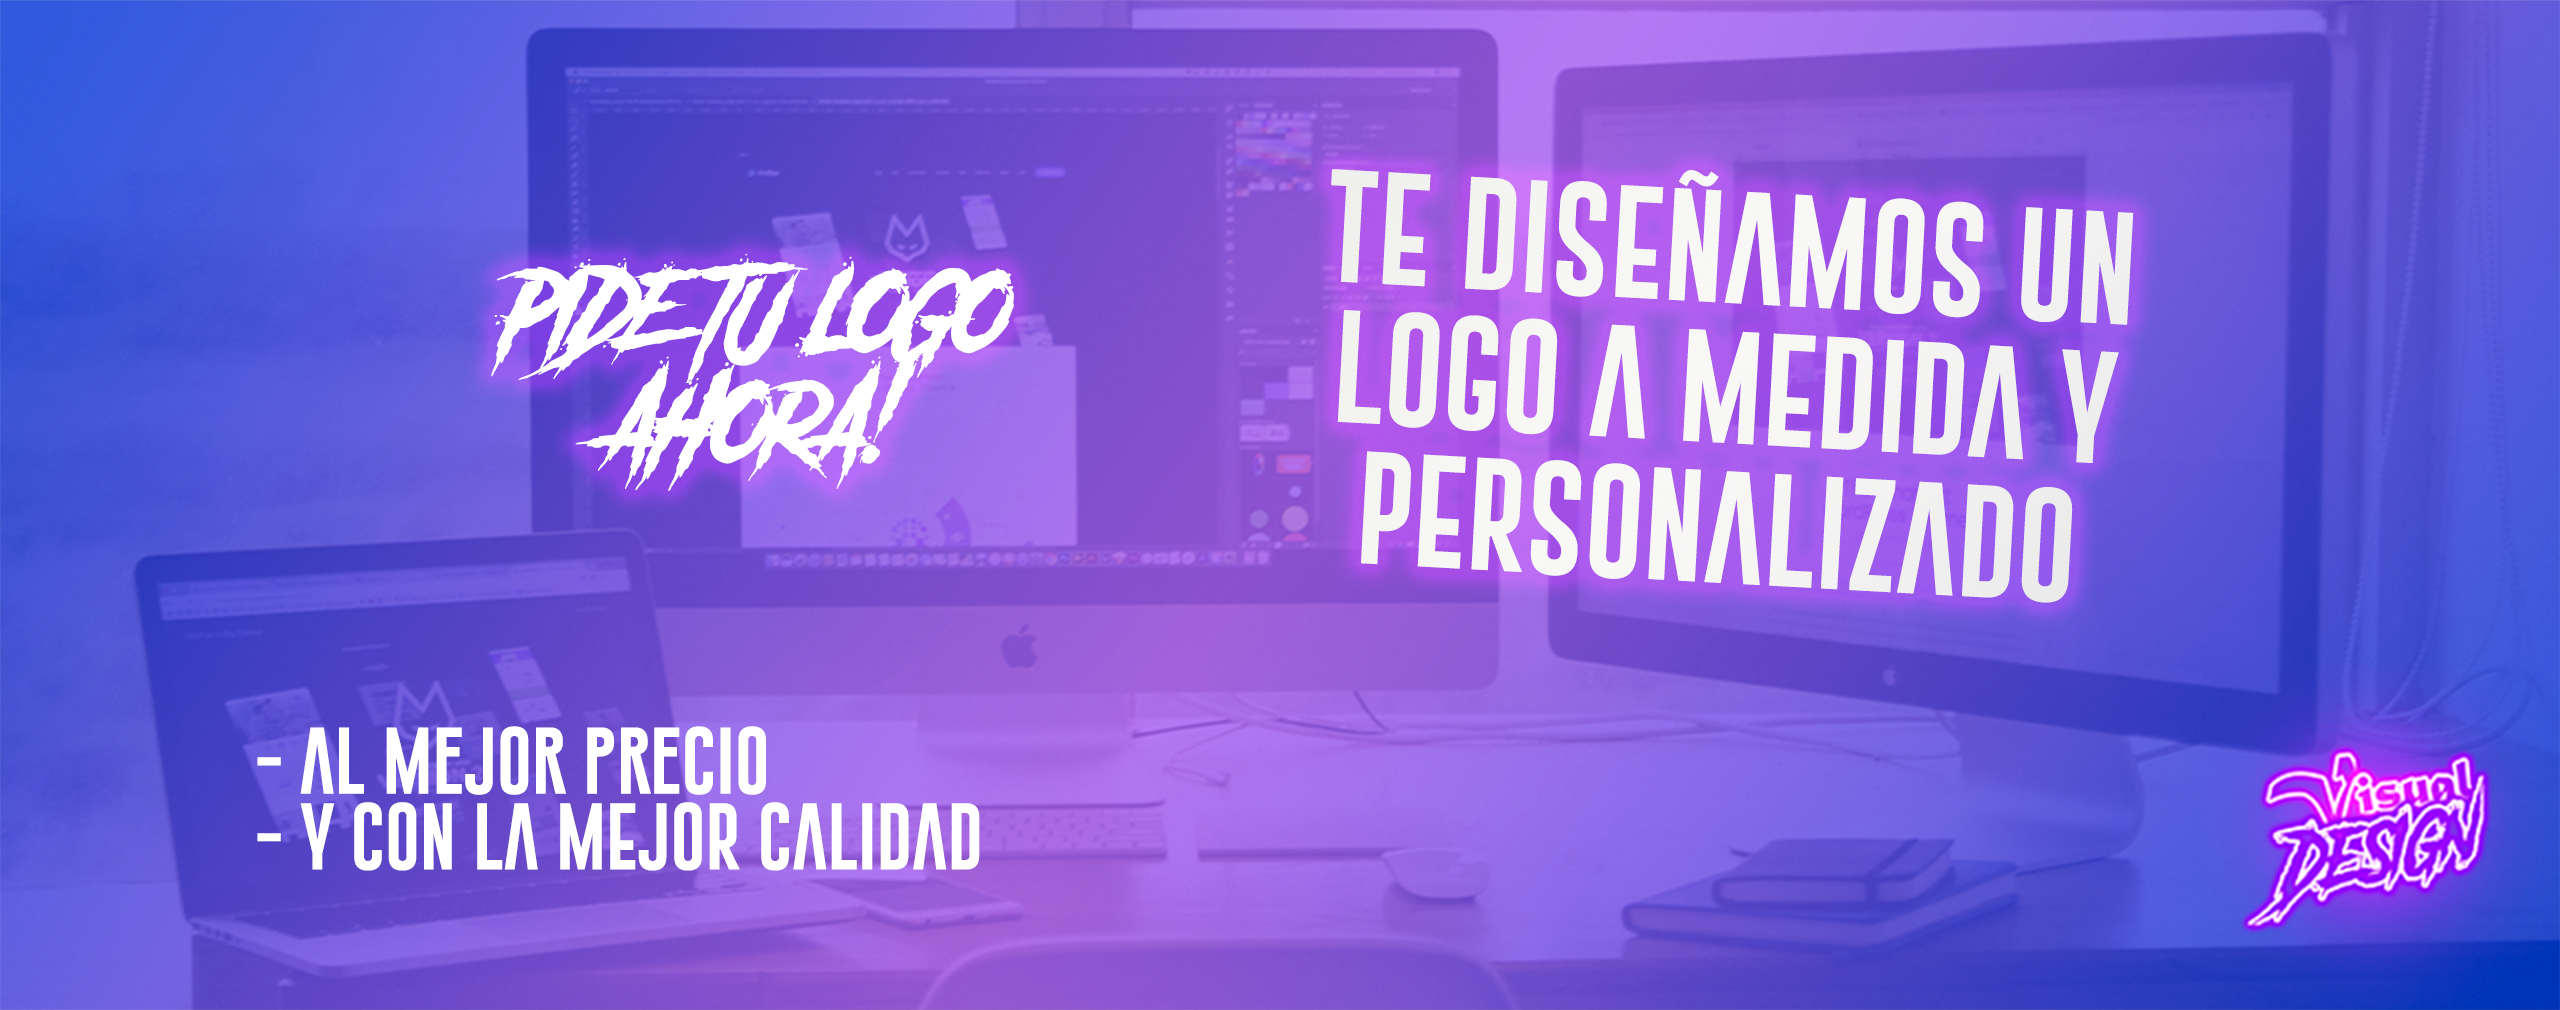 PIDE TU LOGO
AHORA!
TE DISEÑAMOS UN
LOGO A MEDIDA Y
PERSONALIZADO
- AL MEJOR PRECIO
- Y CON LA MEJOR CALIDAD
Visual
DESIGN